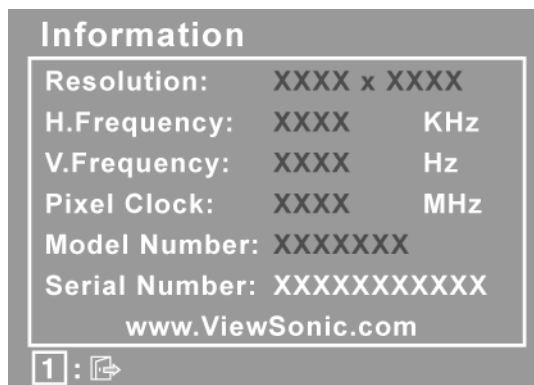 Information
Resolution: XXXX x XXXX
H.Frequency: XXXX KHz
V.Frequency: XXXX Hz
Pixel Clock: XXXX MHz
Model Number: XXXXXXX
Serial Number: XXXXXXXXXXX
www.ViewSonic.com
1 :